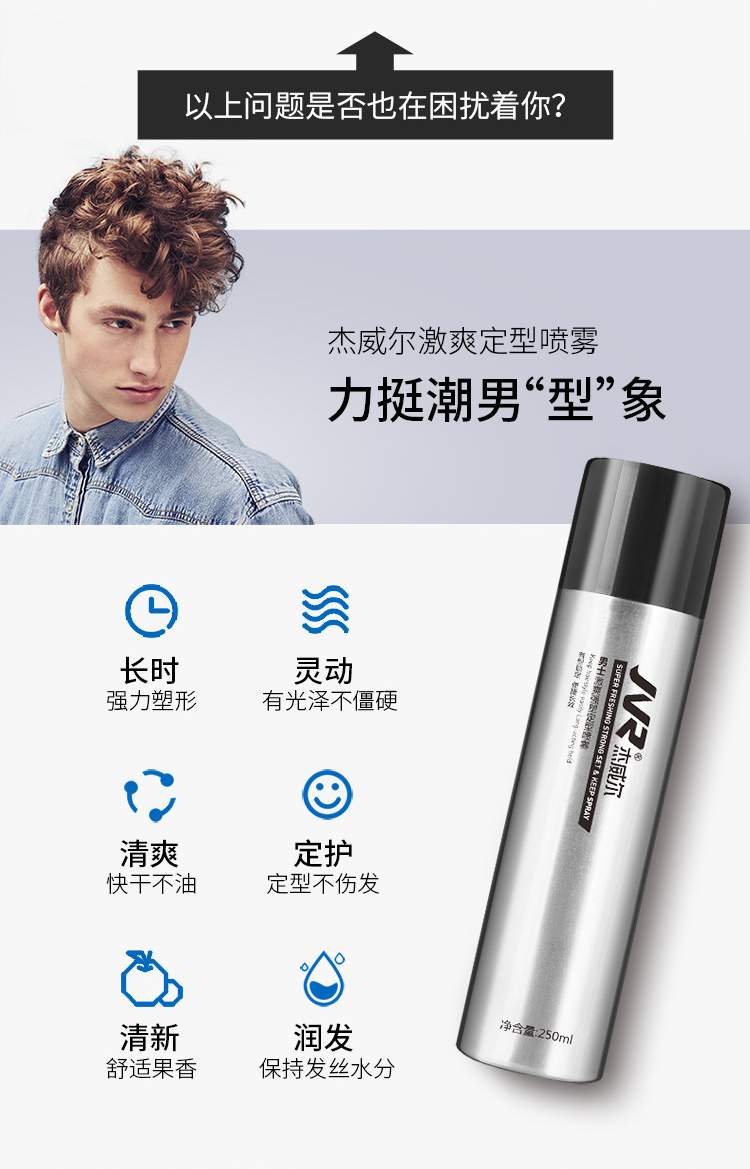 以上问题是否也在困扰着你?
杰威尔激爽定型喷雾
力挺潮男“型”象
长时
强力塑形
灵动
有光泽不僵硬
清爽
快干不油
定护
定型不伤发
清新
舒适果香
润发
保持发丝水分
JVR® 杰威尔
SUPER FRESHING STRONG SET & KEEP SPRAY
净含量:250ml